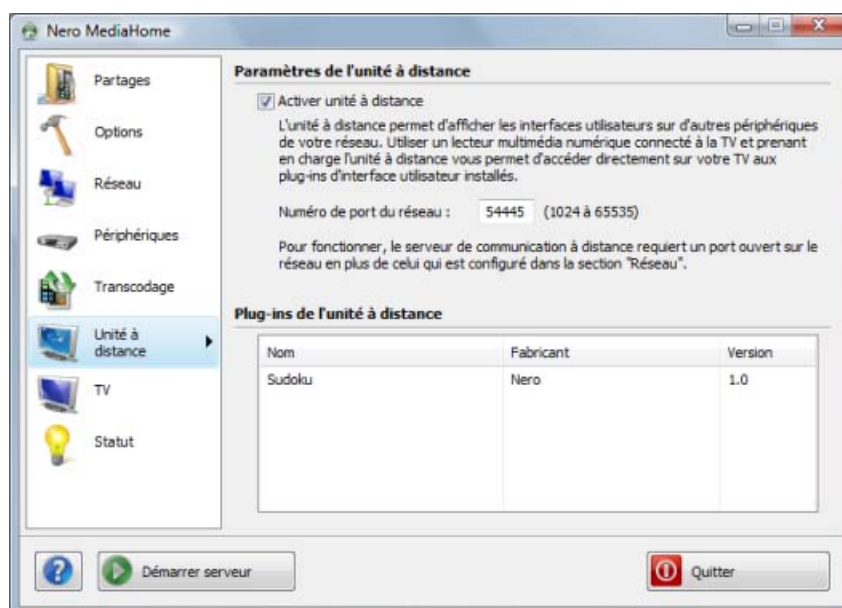 Nero MediaHome
Partages
Options
Réseau
Périphériques
Transcodage
Unité à
distance
TV
Statut
Paramètres de l'unité à distance
Activer unité à distance
L'unité à distance permet d'afficher les interfaces utilisateurs sur d'autres périphériques
de votre réseau. Utiliser un lecteur multimédia numérique connecté à la TV et prenant
en charge l'unité à distance vous permet d'accéder directement sur votre TV aux
plug-ins d'interface utilisateur installés.
Numéro de port du réseau : 54445 (1024 à 65535)
Pour fonctionner, le serveur de communication à distance requiert un port ouvert sur le
réseau en plus de celui qui est configuré dans la section "Réseau".
Plug-ins de l'unité à distance
Nom Fabricant Version
Sudoku Nero 1.0
Démarrer serveur
Quitter